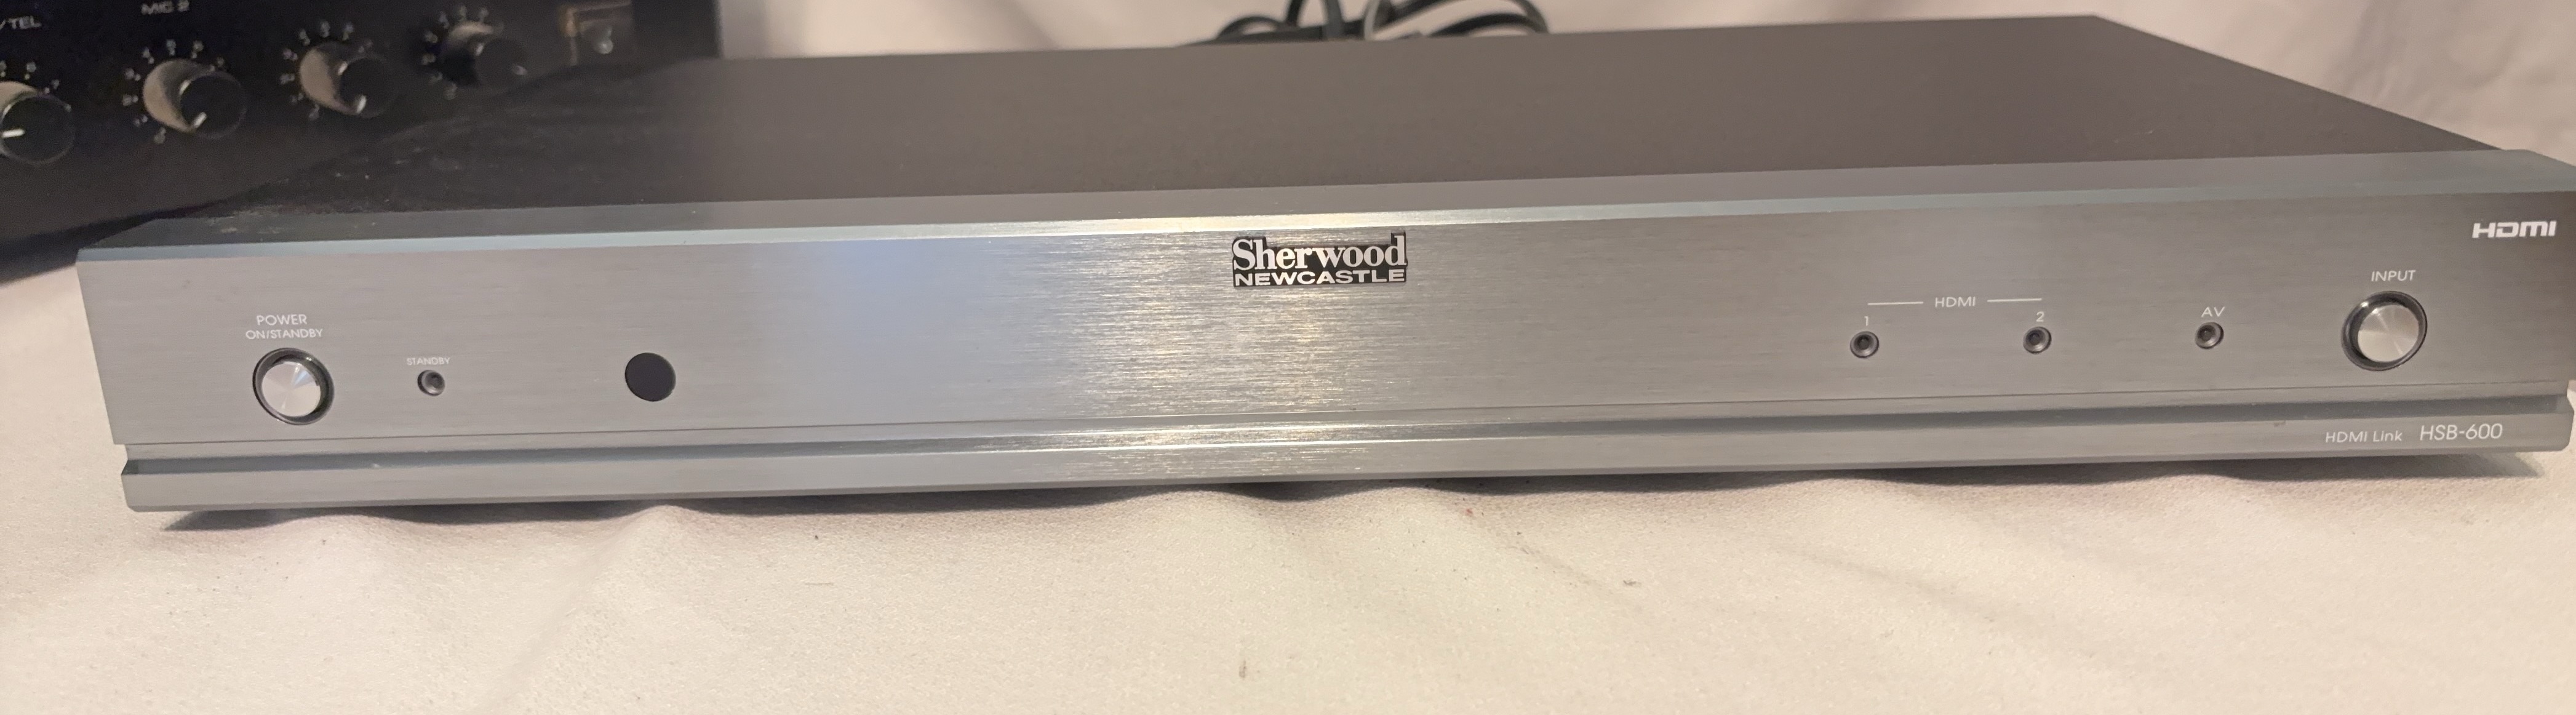 /TEL
MIC 2
Sherwood
NEWCASTLE
HDMI
POWER
ON/STANDBY
STANDBY
HDMI
1
2
AV
INPUT
HDMI Link HSB-600